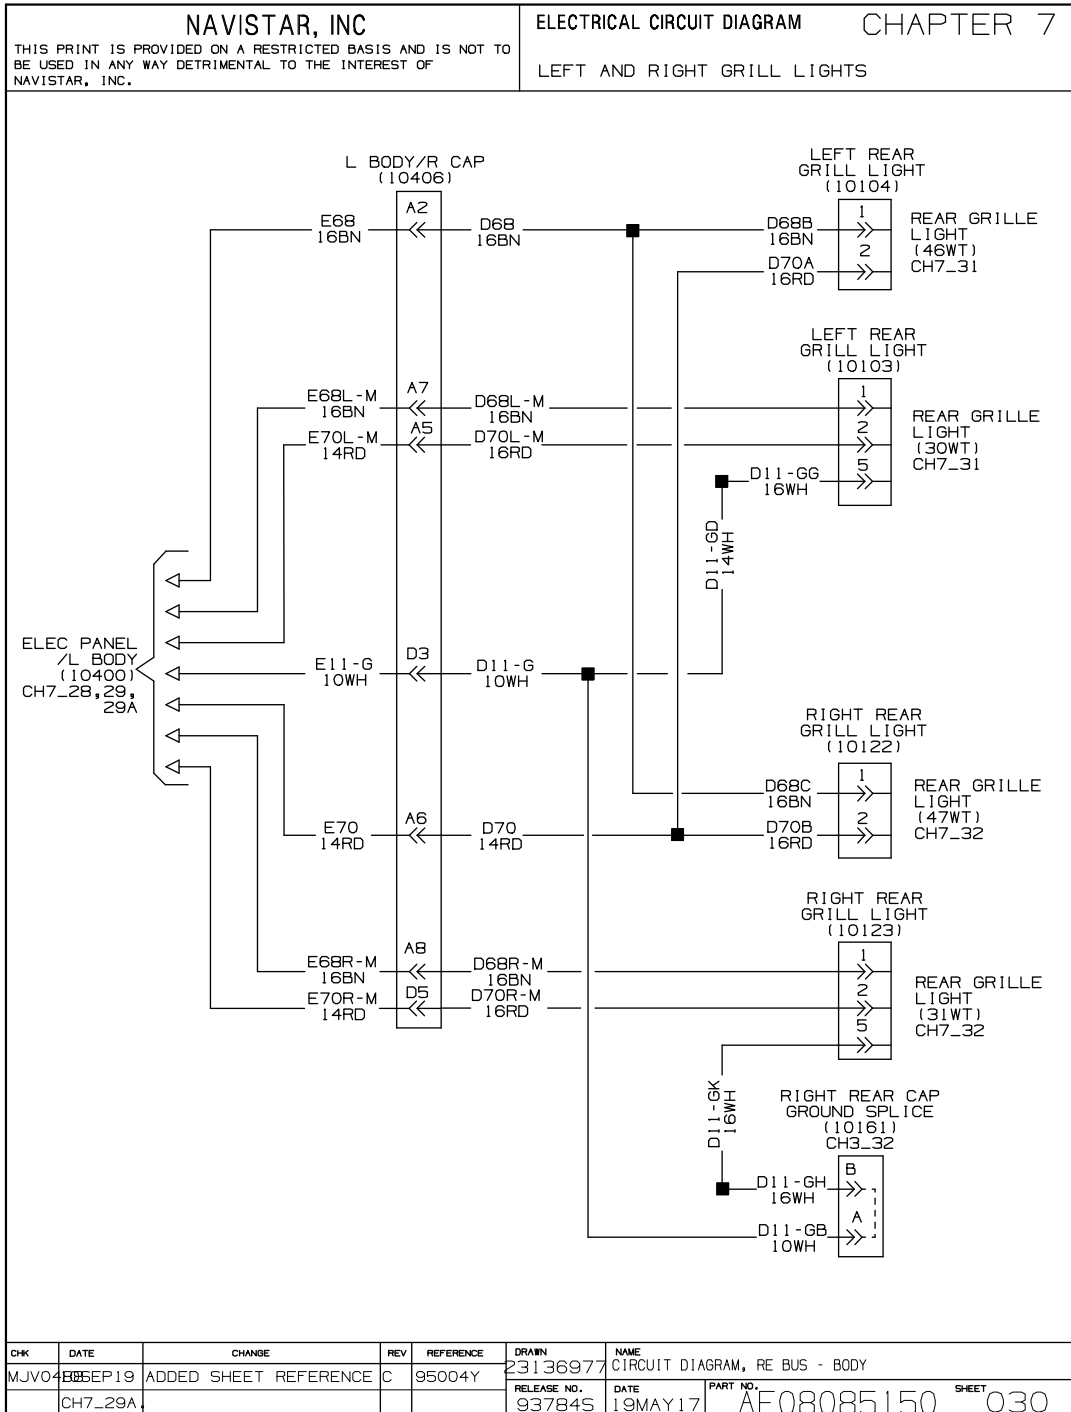 NAVISTAR, INC
THIS PRINT IS PROVIDED ON A RESTRICTED BASIS AND IS NOT TO
BE USED IN ANY WAY DETRIMENTAL TO THE INTEREST OF
NAVISTAR, INC.
ELECTRICAL CIRCUIT DIAGRAM
CHAPTER 7
LEFT AND RIGHT GRILL LIGHTS
L BODY/R CAP
(10406)
LEFT REAR
GRILL LIGHT
(10104)
E68
16BN
A2
D68
16BN
D68B
16BN
1
D70A
16RD
2
REAR GRILLE
LIGHT
(46WT)
CH7_31
LEFT REAR
GRILL LIGHT
(10103)
E68L-M
16BN
A7
D68L-M
16BN
1
E70L-M
14RD
A5
D70L-M
16RD
2
D11-GG
16WH
5
REAR GRILLE
LIGHT
(30WT)
CH7_31
D11-GD
14WH
ELEC PANEL
/L BODY
(10400)
CH7_28,29,
29A
E11-G
10WH
D3
D11-G
10WH
RIGHT REAR
GRILL LIGHT
(10122)
D68C
16BN
1
E70
14RD
A6
D70
14RD
D70B
16RD
2
REAR GRILLE
LIGHT
(47WT)
CH7_32
RIGHT REAR
GRILL LIGHT
(10123)
E68R-M
16BN
A8
D68R-M
16BN
1
E70R-M
14RD
D5
D70R-M
16RD
2
5
REAR GRILLE
LIGHT
(31WT)
CH7_32
D11-GK
16WH
RIGHT REAR CAP
GROUND SPLICE
(10161)
CH3_32
D11-GH
16WH
B
D11-GB
10WH
A
CHK DATE CHANGE REV REFERENCE
SEP19 ADDED SHEET REFERENCE C 95004Y
CH7_29A.
DRAWN
23136977
NAME
CIRCUIT DIAGRAM, RE BUS - BODY
RELEASE NO.
93784S
DATE
19MAY17
PART NO.
AE08085150
SHEET
030